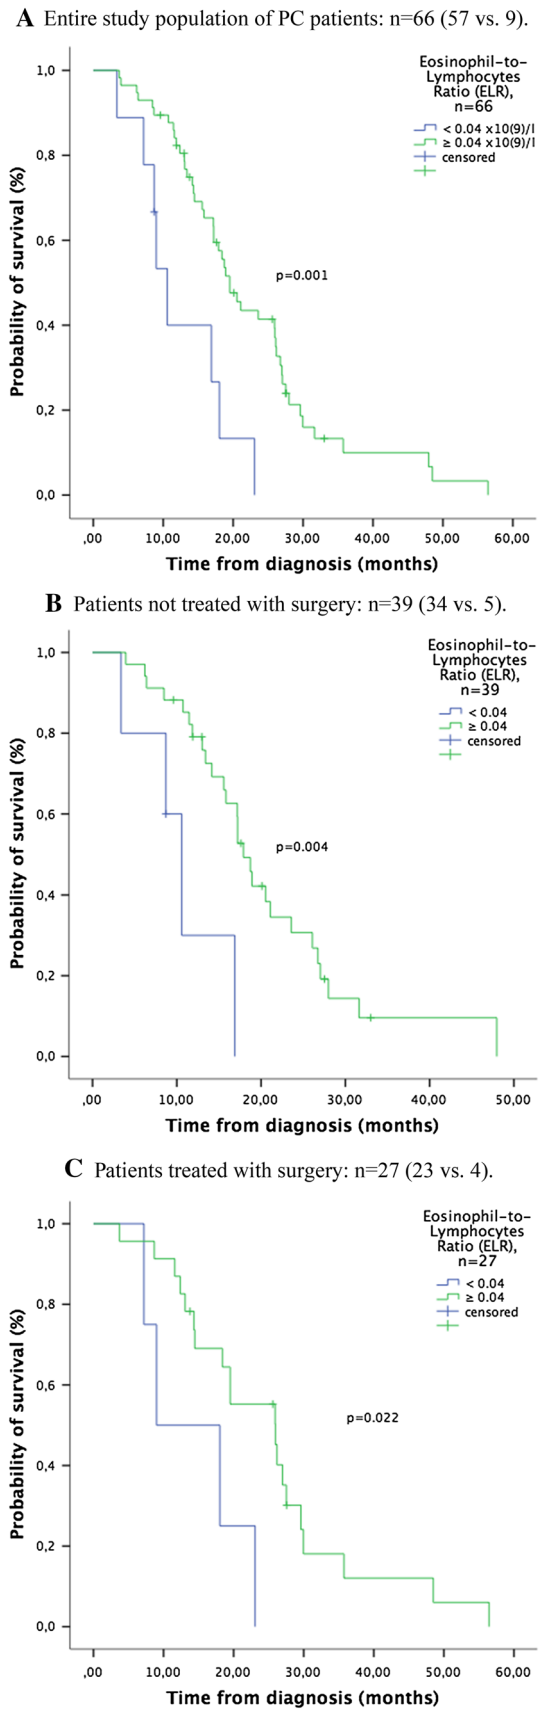 A Entire study population of PC patients: n=66 (57 vs. 9).
Eosinophil-to-
Lymphocytes
Ratio (ELR),
n=66
< 0.04 x10(9)/l
≥ 0.04 x10(9)/l
censored
p=0.001
Probability of survival (%)
1,0
0,8
0,6
0,4
0,2
0,0
,00 10,00 20,00 30,00 40,00 50,00 60,00
Time from diagnosis (months)
B Patients not treated with surgery: n=39 (34 vs. 5).
Eosinophil-to-
Lymphocytes
Ratio (ELR),
n=39
< 0.04
≥ 0.04
censored
p=0.004
Probability of survival (%)
1,0
0,8
0,6
0,4
0,2
0,0
,00 10,00 20,00 30,00 40,00 50,00
Time from diagnosis (months)
C Patients treated with surgery: n=27 (23 vs. 4).
Eosinophil-to-
Lymphocytes
Ratio (ELR),
n=27
< 0.04
≥ 0.04
censored
p=0.022
Probability of survival (%)
1,0
0,8
0,6
0,4
0,2
0,0
,00 10,00 20,00 30,00 40,00 50,00 60,00
Time from diagnosis (months)